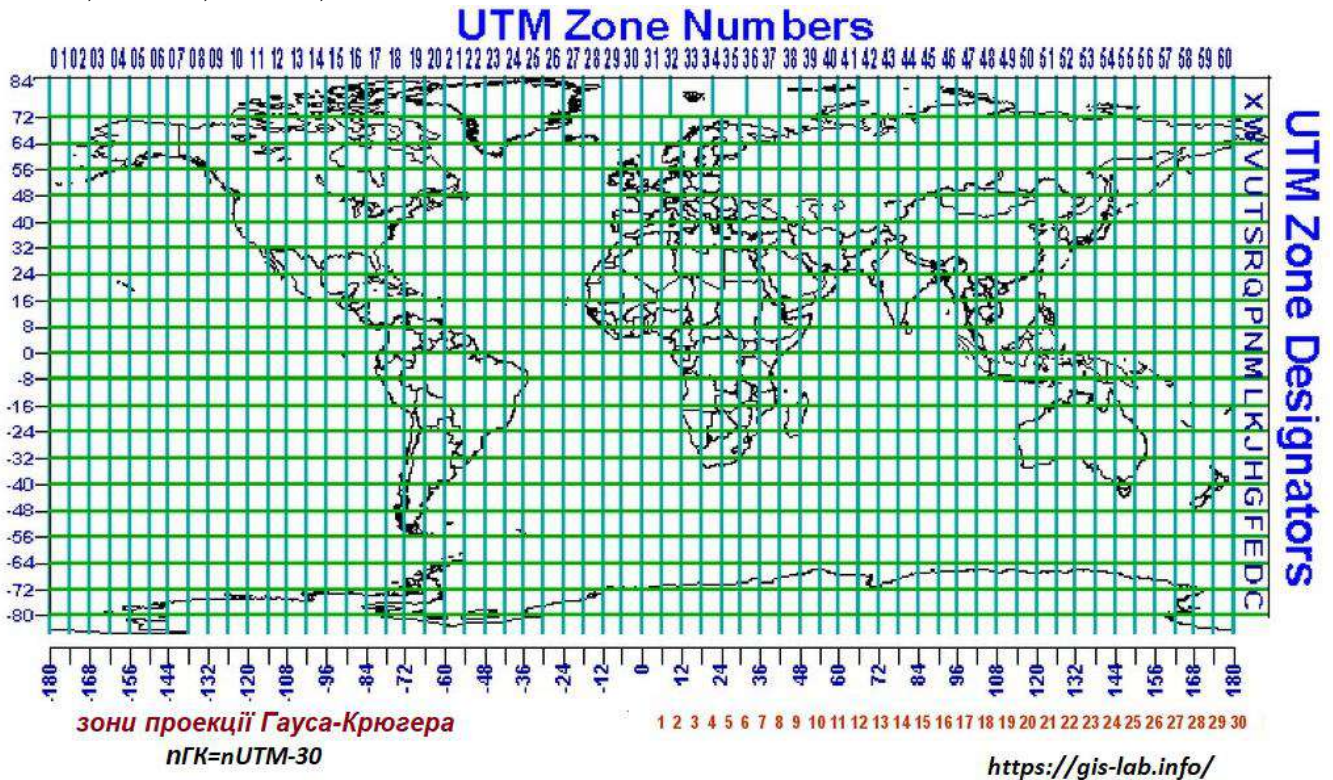 UTM Zone Numbers
01 02 03 04 05 06 07 08 09 10 11 12 13 14 15 16 17 18 19 20 21 22 23 24 25 26 27 28 29 30 31 32 33 34 35 36 37 38 39 40 41 42 43 44 45 46 47 48 49 50 51 52 53 54 55 56 57 58 59 60
84
72
64
56
48
40
32
24
16
8
0
-8
-16
-24
-32
-40
-48
-56
-64
-72
-80
X
W
V
U
T
S
R
Q
P
N
M
L
K
J
H
G
F
E
D
C
UTM Zone Designators
-180 -168 -156 -144 -132 -120 -108 -96 -84 -72 -60 -48 -36 -24 -12 0 12 24 36 48 60 72 84 96 108 120 132 144 156 168 180
зони проекції Гауса-Крюгера
1 2 3 4 5 6 7 8 9 10 11 12 13 14 15 16 17 18 19 20 21 22 23 24 25 26 27 28 29 30
nГК=nUTM-30
https://gis-lab.info/